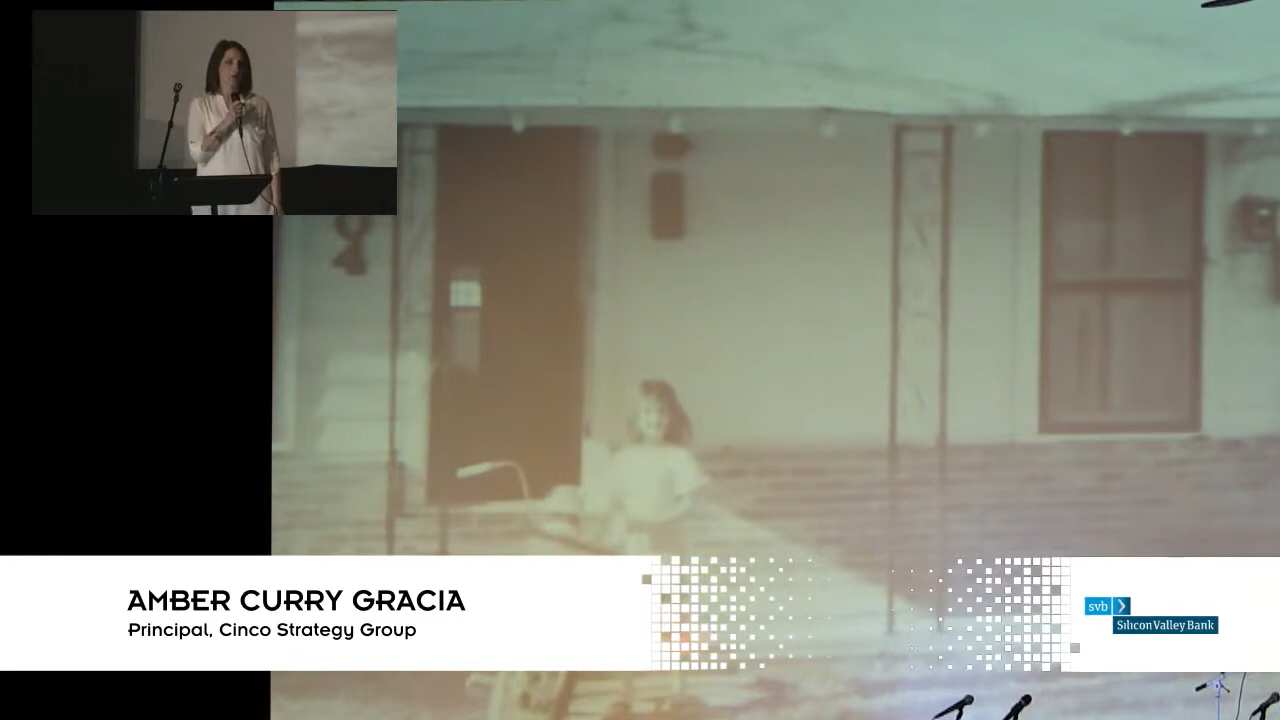 AMBER CURRY GRACIA
Principal, Cinco Strategy Group
svb
Silicon Valley Bank